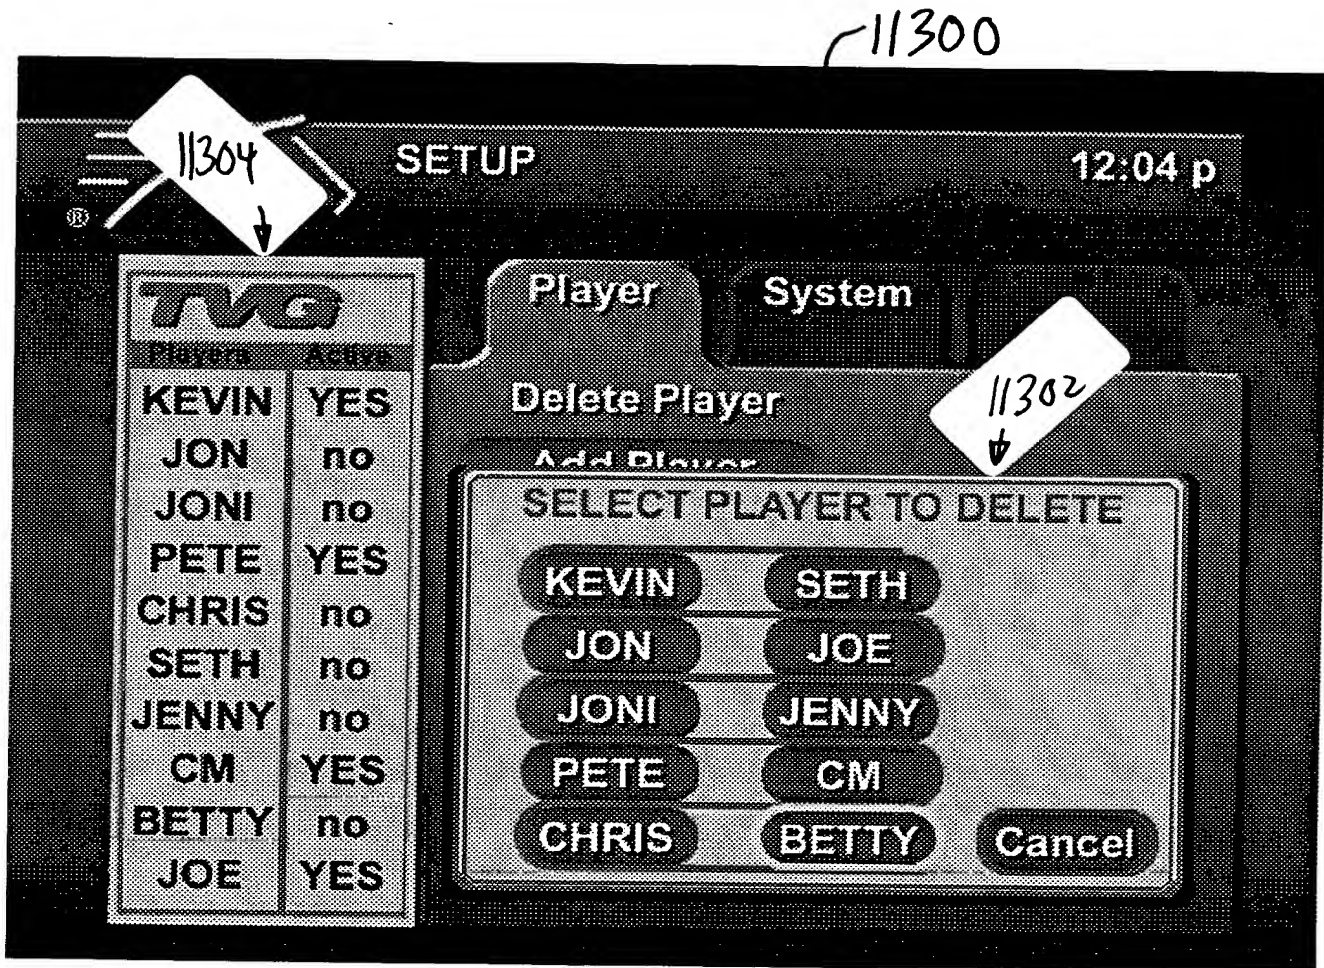 11300
11304
SETUP
12:04 p
®
TVG
Players Active
KEVIN YES
JON no
JONI no
PETE YES
CHRIS no
SETH no
JENNY no
CM YES
BETTY no
JOE YES
Player System
11302
Delete Player
Add Player
SELECT PLAYER TO DELETE
KEVIN SETH
JON JOE
JONI JENNY
PETE CM
CHRIS BETTY Cancel